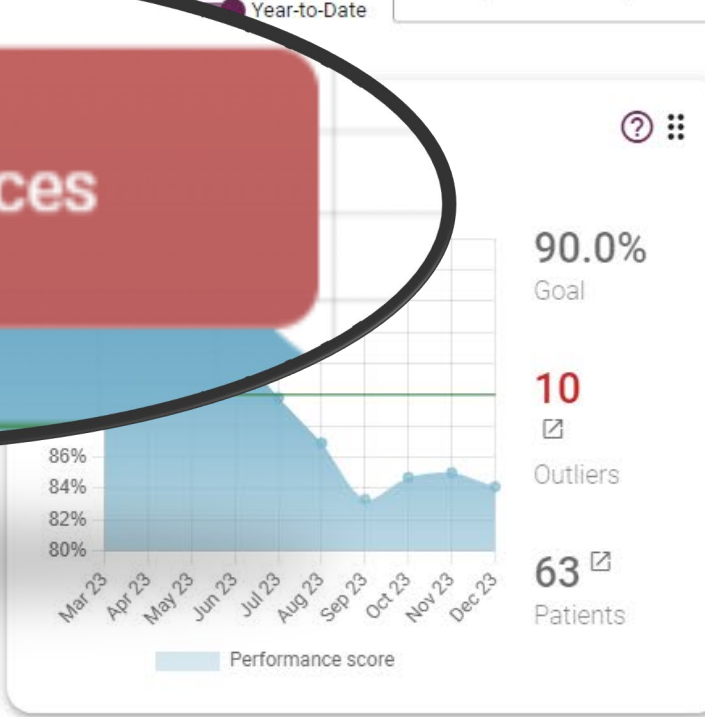 Year-to-Date
ces
90.0%
Goal
10
Outliers
63
Patients
86%
84%
82%
80%
Mar 23
Apr 23
May 23
Jun 23
Jul 23
Aug 23
Sep 23
Oct 23
Nov 23
Dec 23
Performance score